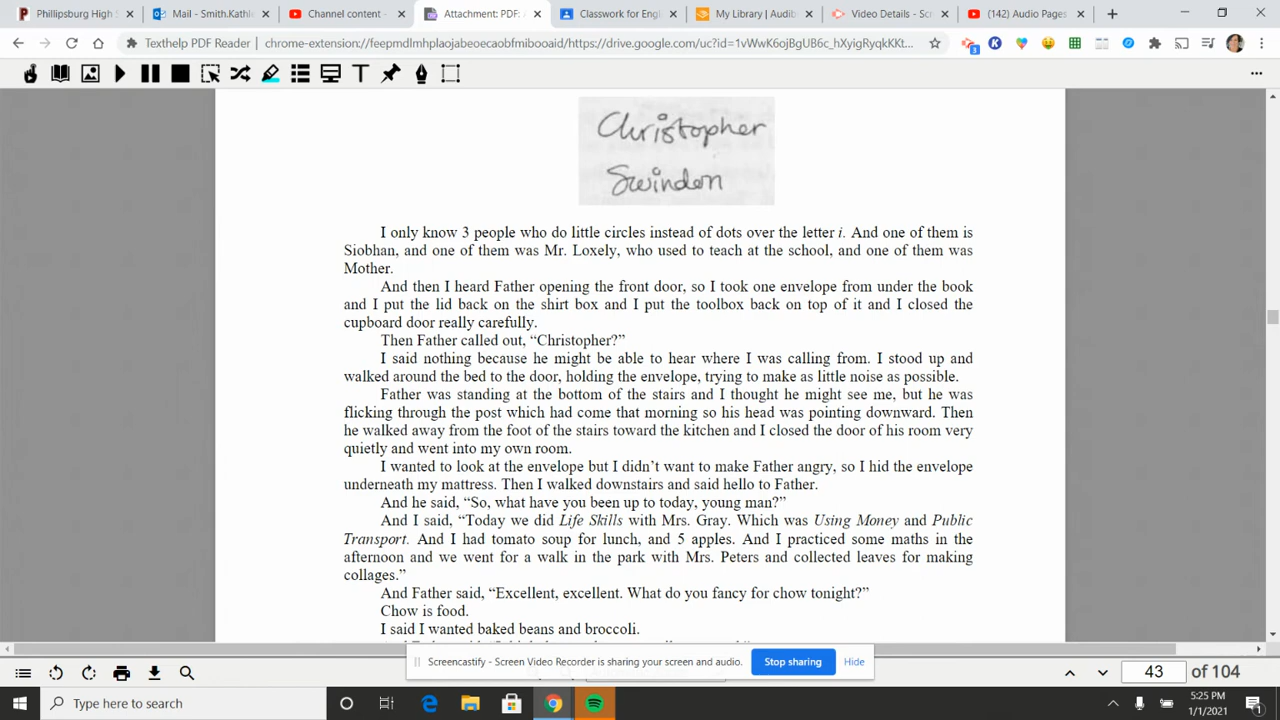 Phillipsburg High S
Mail - Smith.Kathle
Channel content -
Attachment: PDF:
Classwork for Engl
My Library | Audib
Video Details - Scr
(142) Audio Pages
Texthelp PDF Reader
chrome-extension://feepmdlmhplaojabeoecaobfmibooaid/https://drive.google.com/uc?id=1vWwK6ojBgUB6c_hXyigRyqkKKt...
3
K
T
Christopher
Swindon
I only know 3 people who do little circles instead of dots over the letter i. And one of them is
Siobhan, and one of them was Mr. Loxely, who used to teach at the school, and one of them was
Mother.
And then I heard Father opening the front door, so I took one envelope from under the book
and I put the lid back on the shirt box and I put the toolbox back on top of it and I closed the
cupboard door really carefully.
Then Father called out, “Christopher?”
I said nothing because he might be able to hear where I was calling from. I stood up and
walked around the bed to the door, holding the envelope, trying to make as little noise as possible.
Father was standing at the bottom of the stairs and I thought he might see me, but he was
flicking through the post which had come that morning so his head was pointing downward. Then
he walked away from the foot of the stairs toward the kitchen and I closed the door of his room very
quietly and went into my own room.
I wanted to look at the envelope but I didn’t want to make Father angry, so I hid the envelope
underneath my mattress. Then I walked downstairs and said hello to Father.
And he said, “So, what have you been up to today, young man?”
And I said, “Today we did Life Skills with Mrs. Gray. Which was Using Money and Public
Transport. And I had tomato soup for lunch, and 5 apples. And I practiced some maths in the
afternoon and we went for a walk in the park with Mrs. Peters and collected leaves for making
collages.”
And Father said, “Excellent, excellent. What do you fancy for chow tonight?”
Chow is food.
I said I wanted baked beans and broccoli.
Screencastify - Screen Video Recorder is sharing your screen and audio.
Stop sharing
Hide
43 of 104
Type here to search
5:25 PM
1/1/2021
1